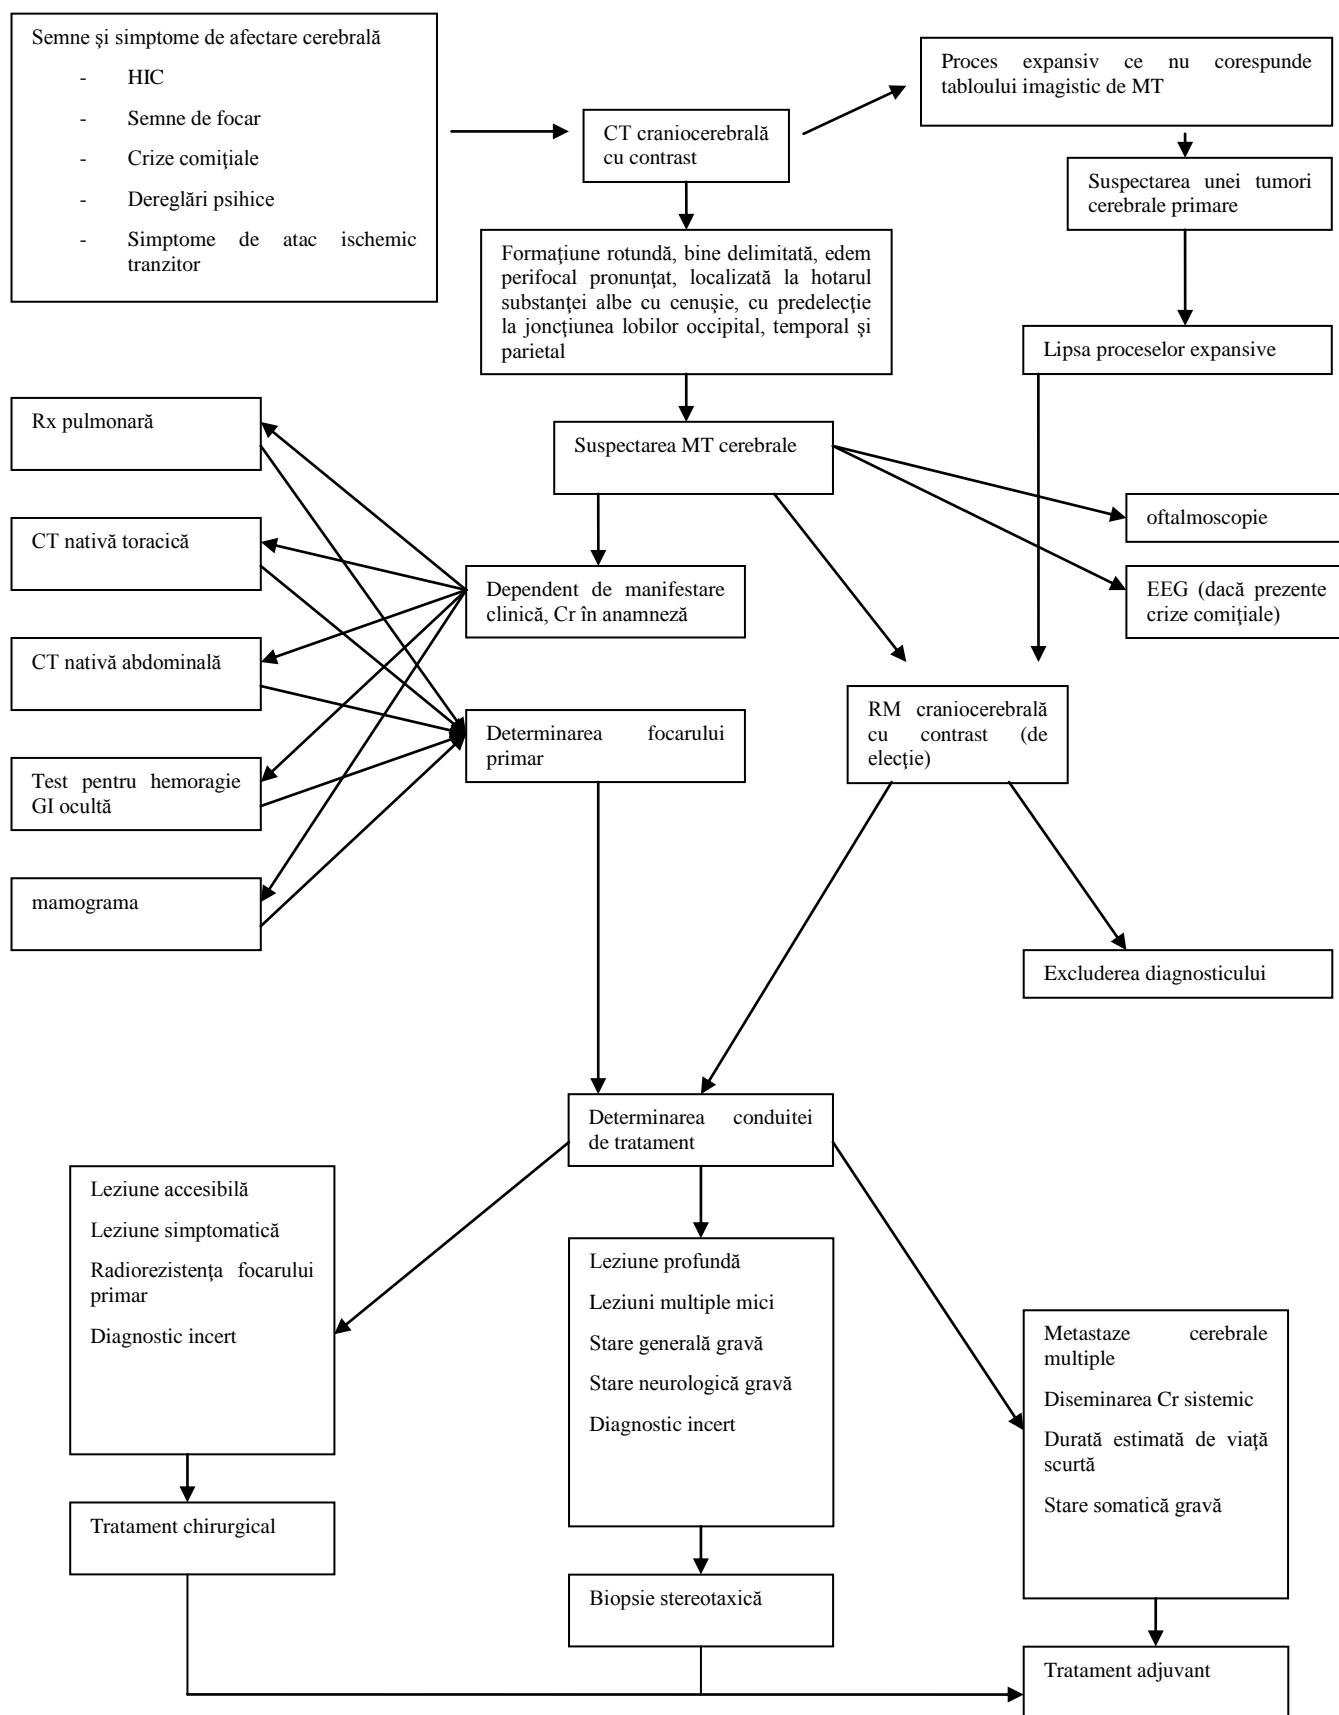 Semne şi simptome de afectare cerebrală
- HIC
- Semne de focar
- Crize comiţiale
- Dereglări psihice
- Simptome de atac ischemic
tranzitor
CT craniocerebrală
cu contrast
Proces expansiv ce nu corespunde
tabloului imagistic de MT
Suspectarea unei tumori
cerebrale primare
Formaţiune rotundă, bine delimitată, edem
perifocal pronunţat, localizată la hotarul
substanţei albe cu cenuşie, cu predelecţie
la joncţiunea lobilor occipital, temporal şi
parietal
Lipsa proceselor expansive
Rx pulmonară
Suspectarea MT cerebrale
oftalmoscopie
CT nativă toracică
Dependent de manifestare
clinică, Cr în anamneză
EEG (dacă prezente
crize comiţiale)
CT nativă abdominală
Determinarea focarului
primar
RM craniocerebrală
cu contrast (de
elecţie)
Test pentru hemoragie
GI ocultă
mamograma
Excluderea diagnosticului
Determinarea conduitei
de tratament
Leziune accesibilă
Leziune simptomatică
Radiorezistenţa focarului
primar
Diagnostic incert
Leziune profundă
Leziuni multiple mici
Stare generală gravă
Stare neurologică gravă
Diagnostic incert
Metastaze cerebrale
multiple
Diseminarea Cr sistemic
Durată estimată de viaţă
scurtă
Stare somatică gravă
Tratament chirurgical
Biopsie stereotaxică
Tratament adjuvant